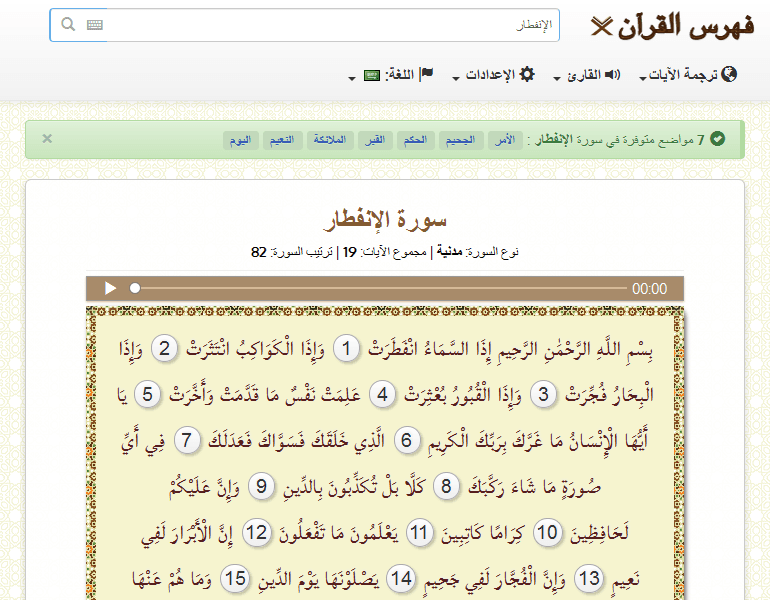 فهرس القرآن
الإنفطار
ترجمة الآيات القارئ الإعدادات اللغة:
7 مواضع متوفرة في سورة الإنفطار : الأمر الجحيم الحكم القبر الملائكة النعيم اليوم ×
سورة الإنفطار
نوع السورة: مدنية | مجموع الآيات: 19 | ترتيب السورة: 82
00:00
بِسْمِ اللَّهِ الرَّحْمَٰنِ الرَّحِيمِ إِذَا السَّمَاءُ انْفَطَرَتْ 1 وَإِذَا الْكَوَاكِبُ انْتَثَرَتْ 2 وَإِذَا
الْبِحَارُ فُجِّرَتْ 3 وَإِذَا الْقُبُورُ بُعْثِرَتْ 4 عَلِمَتْ نَفْسٌ مَا قَدَّمَتْ وَأَخَّرَتْ 5 يَا
أَيُّهَا الْإِنْسَانُ مَا غَرَّكَ بِرَبِّكَ الْكَرِيمِ 6 الَّذِي خَلَقَكَ فَسَوَّاكَ فَعَدَلَكَ 7 فِي أَيِّ
صُورَةٍ مَا شَاءَ رَكَّبَكَ 8 كَلَّا بَلْ تُكَذِّبُونَ بِالدِّينِ 9 وَإِنَّ عَلَيْكُمْ
لَحَافِظِينَ 10 كِرَامًا كَاتِبِينَ 11 يَعْلَمُونَ مَا تَفْعَلُونَ 12 إِنَّ الْأَبْرَارَ لَفِي
نَعِيمٍ 13 وَإِنَّ الْفُجَّارَ لَفِي جَحِيمٍ 14 يَصْلَوْنَهَا يَوْمَ الدِّينِ 15 وَمَا هُمْ عَنْهَا